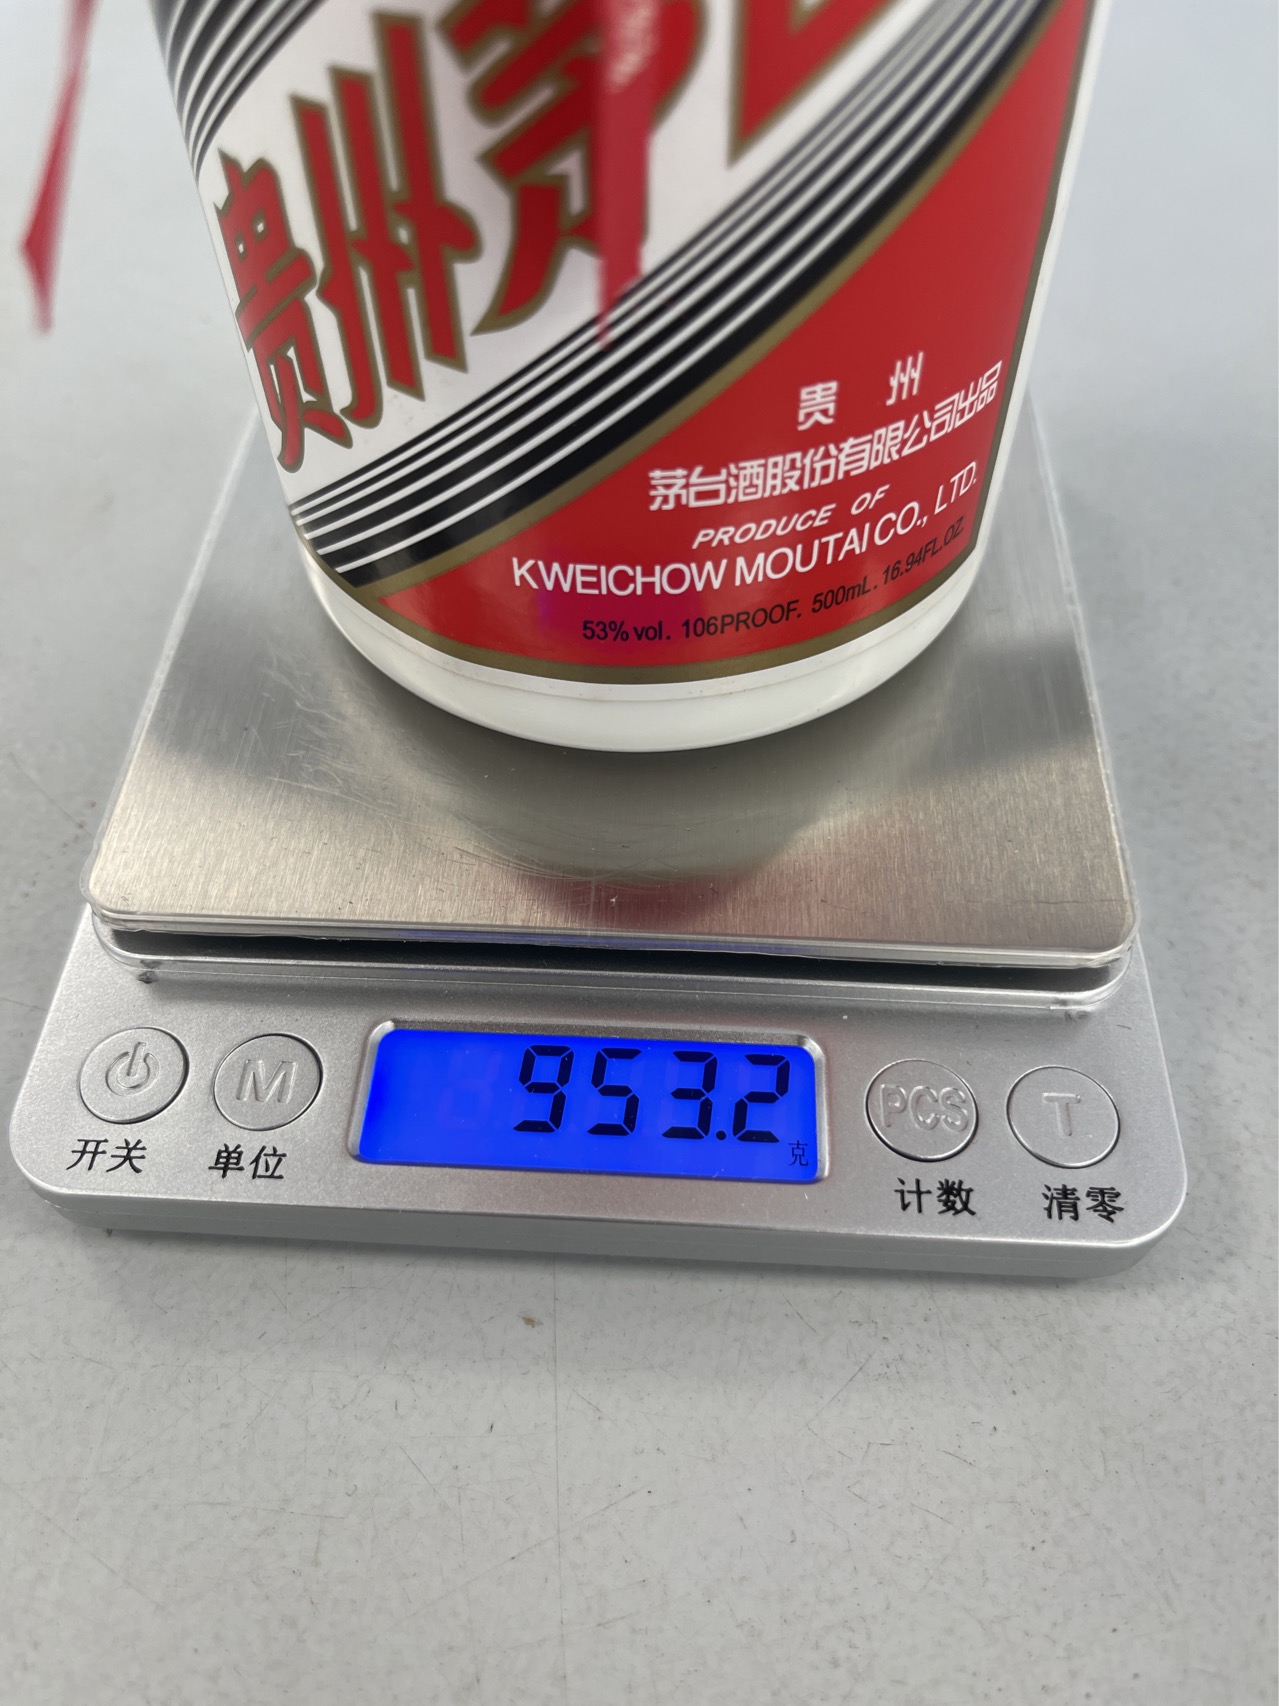 贵州茅
贵 州
茅台酒股份有限公司出品
PRODUCE OF
KWEICHOW MOUTAI CO., LTD.
53% vol. 106PROOF. 500mL. 16.94FL.OZ.
953.2
克
M
PCS
T
开关
单位
计数
清零